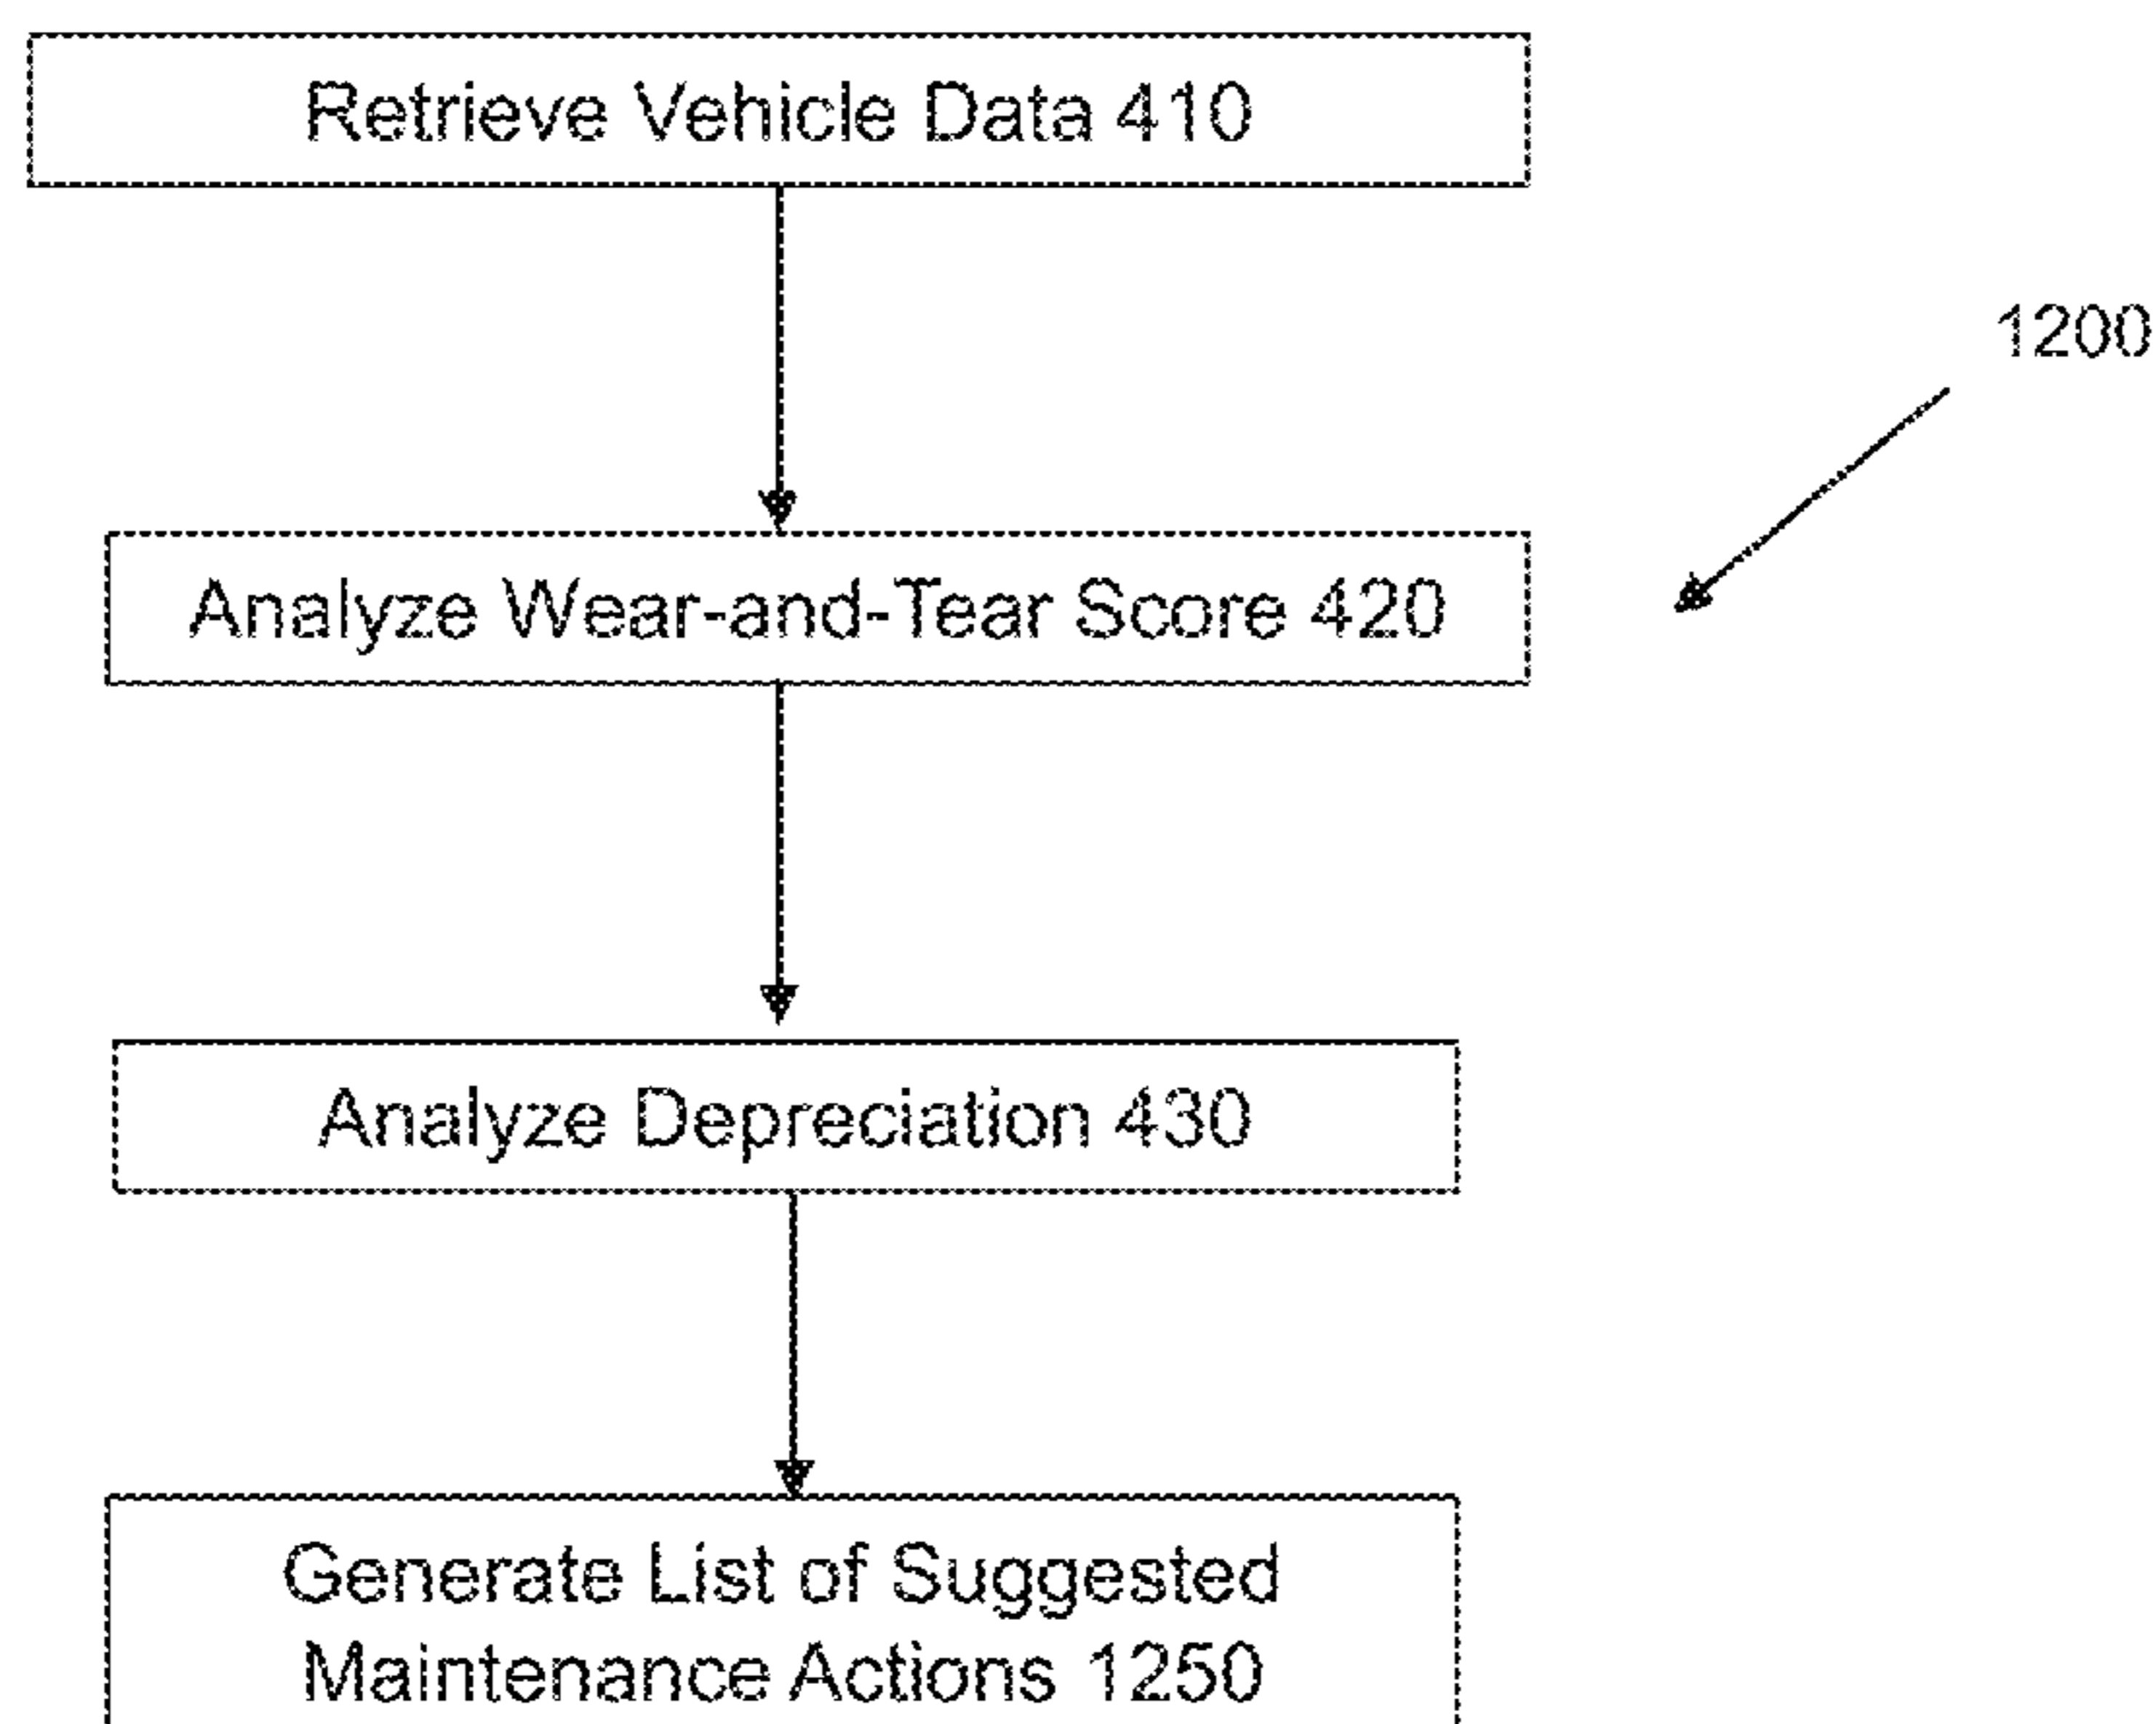 Retrieve Vehicle Data 410
1200
Analyze Wear-and-Tear Score 420
Analyze Depreciation 430
Generate List of Suggested
Maintenance Actions 1250